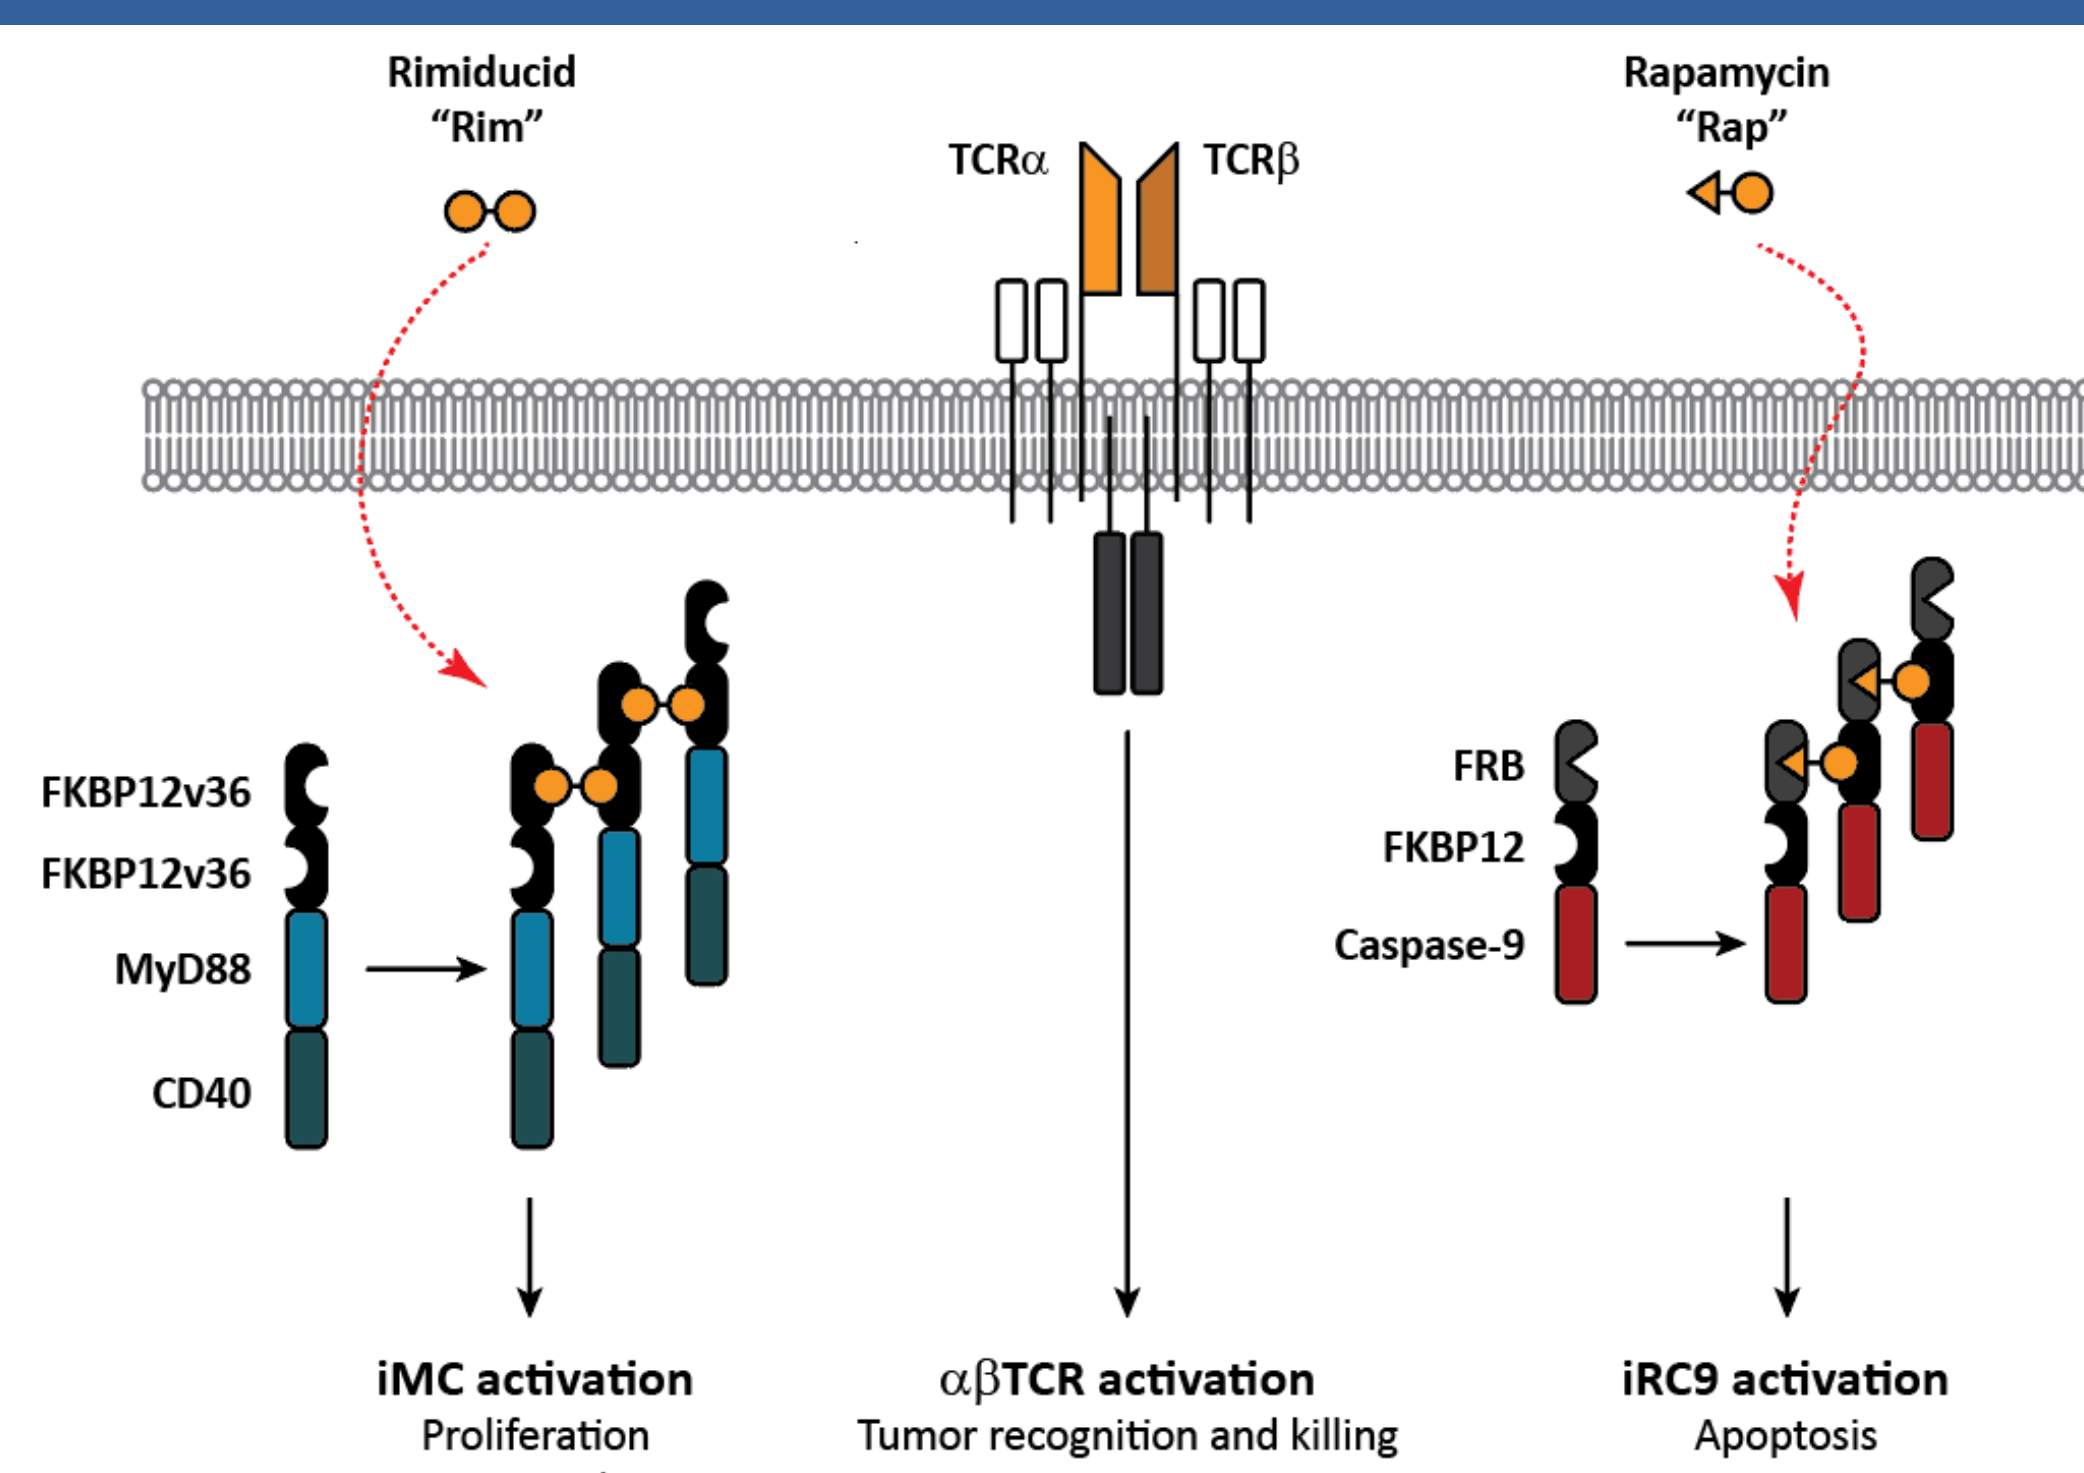 Rimiducid
“Rim”
TCRα
TCRβ
Rapamycin
“Rap”
FKBP12v36
FKBP12v36
MyD88
CD40
FRB
FKBP12
Caspase-9
iMC activation
Proliferation
αβTCR activation
Tumor recognition and killing
iRC9 activation
Apoptosis